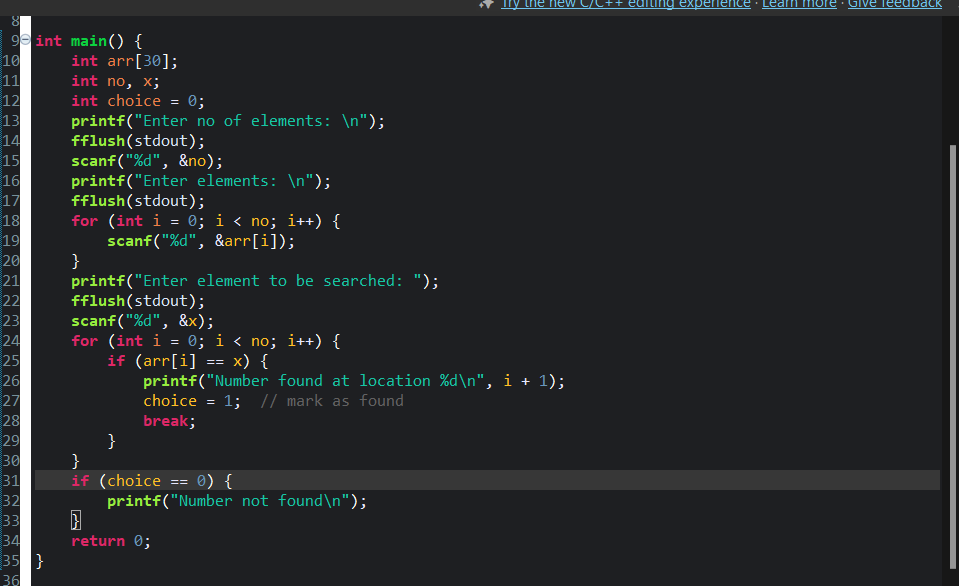 Try the new C/C++ editing experience · Learn more · Give feedback
8
9 int main() {
10     int arr[30];
11     int no, x;
12     int choice = 0;
13     printf("Enter no of elements: \n");
14     fflush(stdout);
15     scanf("%d", &no);
16     printf("Enter elements: \n");
17     fflush(stdout);
18     for (int i = 0; i < no; i++) {
19         scanf("%d", &arr[i]);
20     }
21     printf("Enter element to be searched: ");
22     fflush(stdout);
23     scanf("%d", &x);
24     for (int i = 0; i < no; i++) {
25         if (arr[i] == x) {
26             printf("Number found at location %d\n", i + 1);
27             choice = 1;  // mark as found
28             break;
29         }
30     }
31     if (choice == 0) {
32         printf("Number not found\n");
33     }
34     return 0;
35 }
36